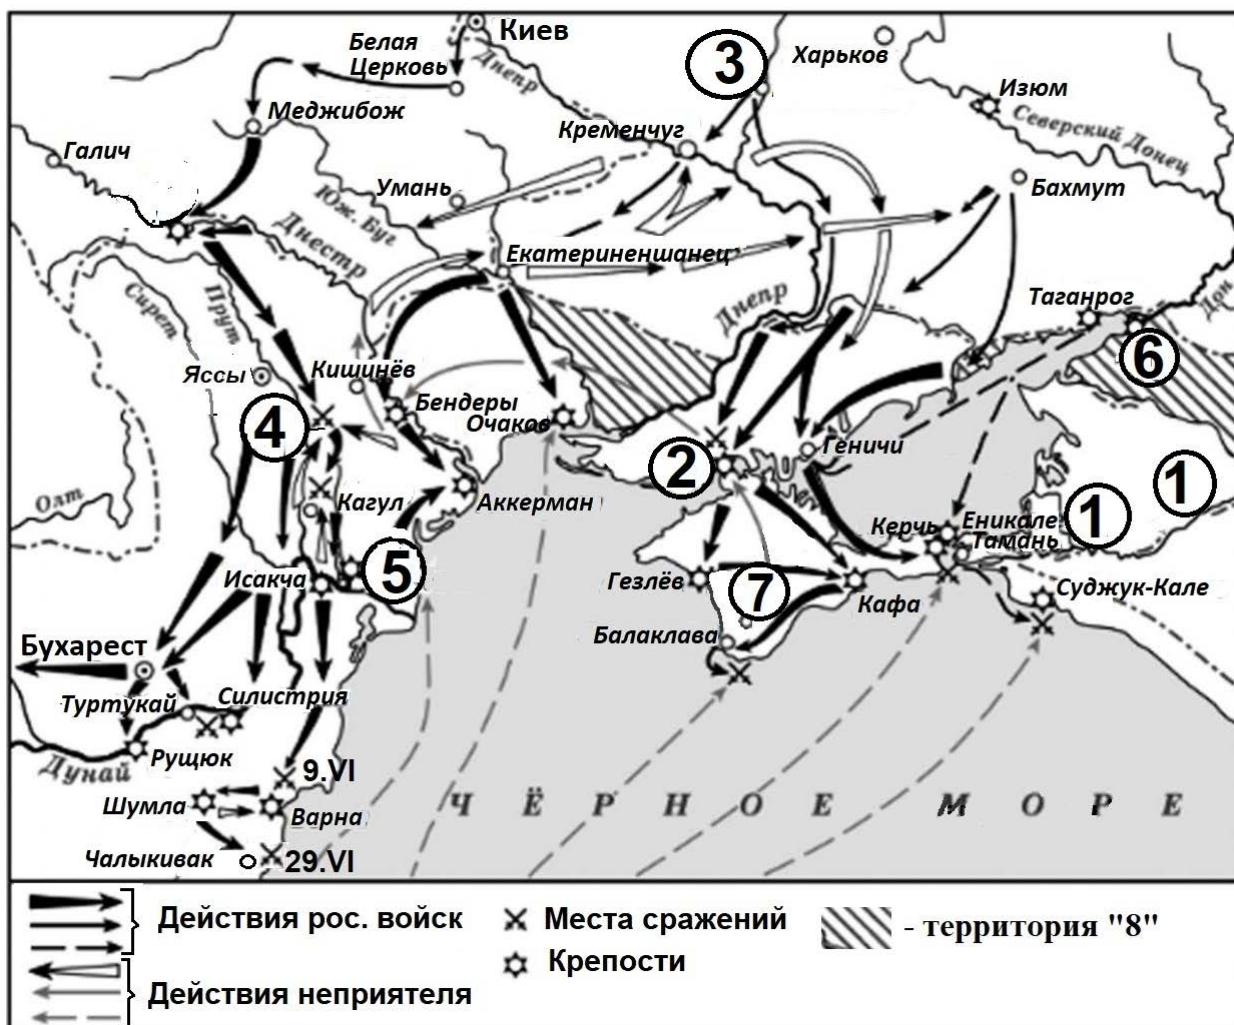 Киев
Белая
Церковь
Днепр
3
Харьков
Изюм
Северский Донец
Меджибож
Кременчуг
Галич
Умань
Бахмут
Юж. Буг
Днестр
Екатериненшанец
Сирет
Прут
Днепр
Таганрог
Дон
6
Яссы
Кишинёв
Бендеры
Очаков
4
2
Геничи
1
1
Олт
Кагул
Аккерман
Керчь
Еникале
Тамань
Исакча
5
Гезлёв
7
Кафа
Суджук-Кале
Балаклава
Бухарест
Туртукай
Силистрия
Рущюк
Дунай
9.VI
Шумла
Варна
ЧЁРНОЕ МОРЕ
Чалыкивак
29.VI
Действия рос. войск
Места сражений
- территория "8"
Крепости
Действия неприятеля